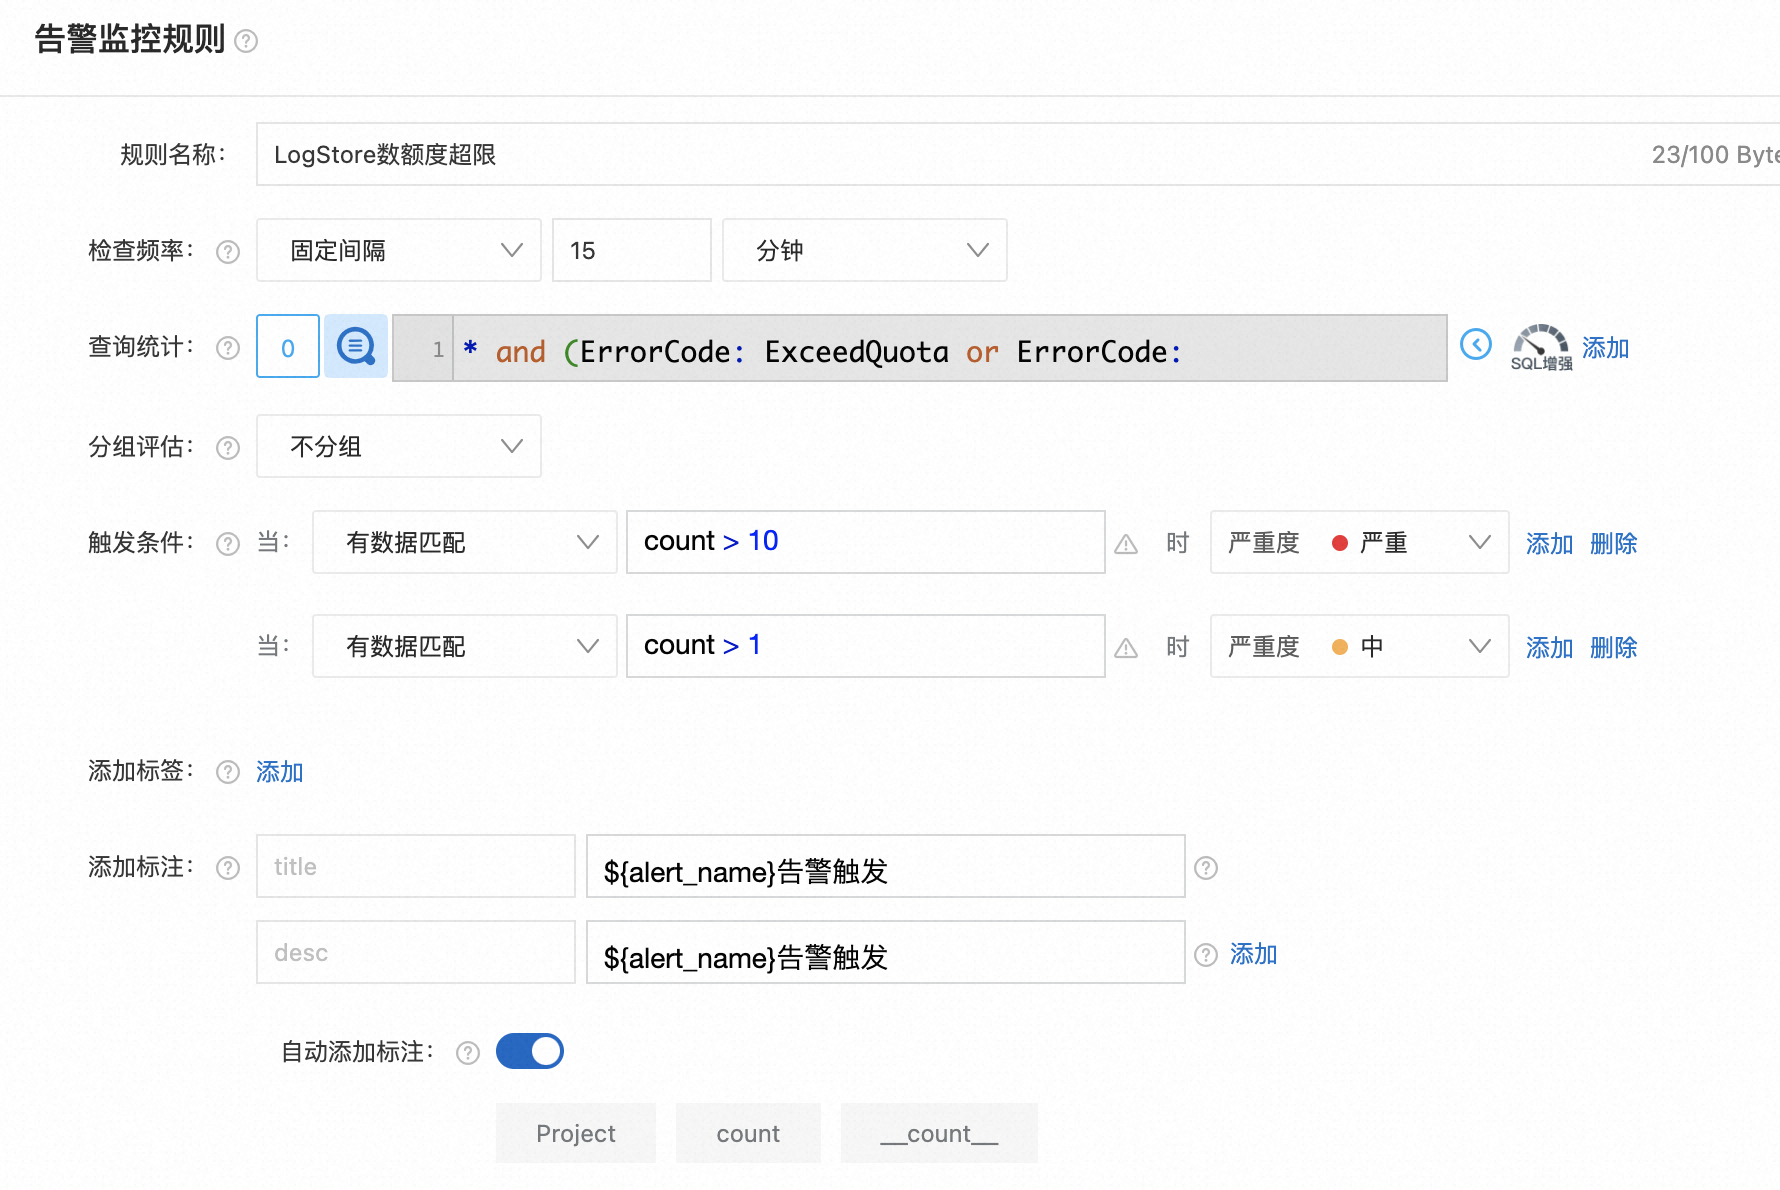 告警监控规则
规则名称： LogStore数额度超限 23/100 Byte
检查频率： 固定间隔 15 分钟
查询统计： 0 1 * and (ErrorCode: ExceedQuota or ErrorCode: SQL增强 添加
分组评估： 不分组
触发条件： 当： 有数据匹配 count > 10 时 严重度 严重 添加 删除
当： 有数据匹配 count > 1 时 严重度 中 添加 删除
添加标签： 添加
添加标注： title ${alert_name}告警触发
desc ${alert_name}告警触发 添加
自动添加标注：
Project count __count__